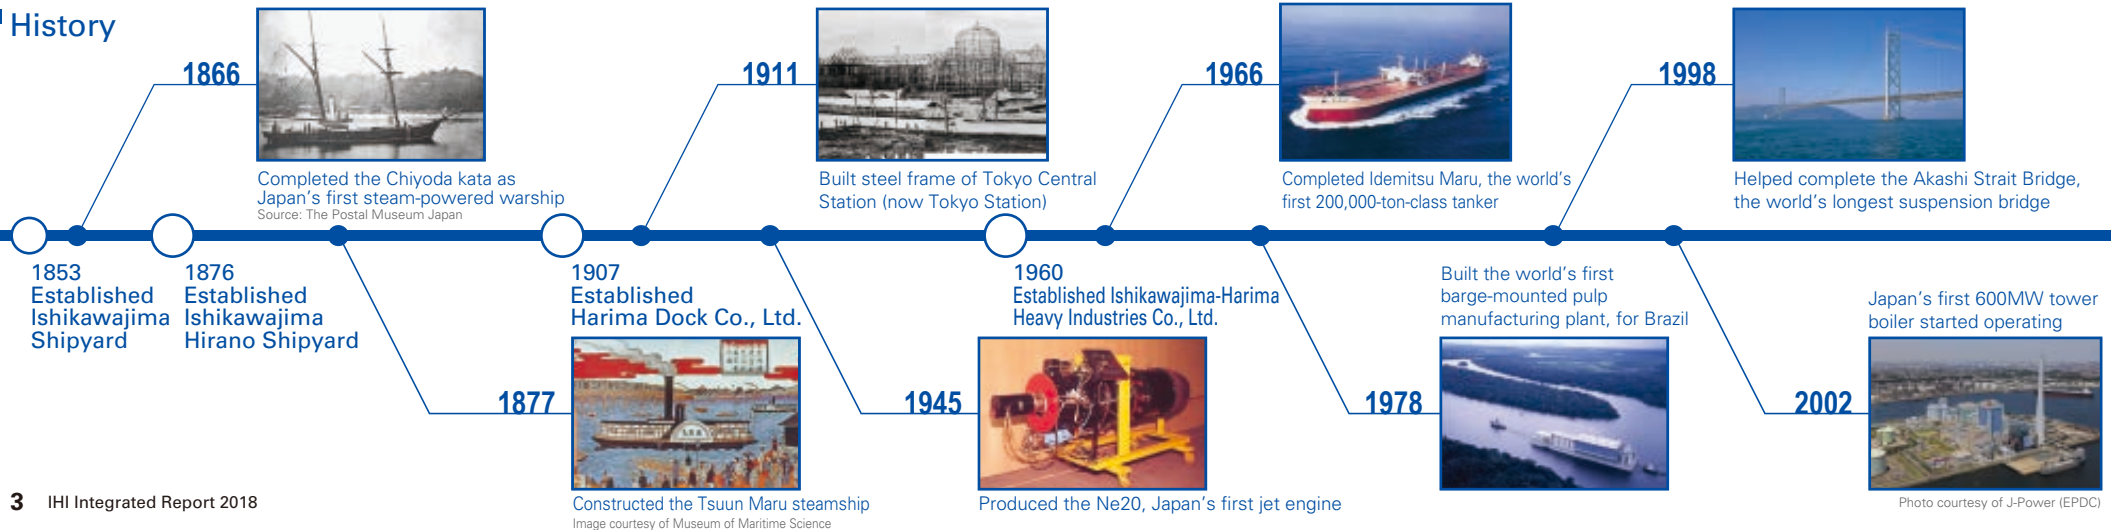 History
1866
Completed the Chiyoda kata as
Japan's first steam-powered warship
Source: The Postal Museum Japan
1911
Built steel frame of Tokyo Central
Station (now Tokyo Station)
1966
Completed Idemitsu Maru, the world's
first 200,000-ton-class tanker
1998
Helped complete the Akashi Strait Bridge,
the world's longest suspension bridge
1853
Established
Ishikawajima
Shipyard
1876
Established
Ishikawajima
Hirano Shipyard
1907
Established
Harima Dock Co., Ltd.
1960
Established Ishikawajima-Harima
Heavy Industries Co., Ltd.
1877
Constructed the Tsuun Maru steamship
Image courtesy of Museum of Maritime Science
1945
Produced the Ne20, Japan's first jet engine
Built the world's first
barge-mounted pulp
manufacturing plant, for Brazil
1978
Japan's first 600MW tower
boiler started operating
2002
Photo courtesy of J-Power (EPDC)
3 IHI Integrated Report 2018